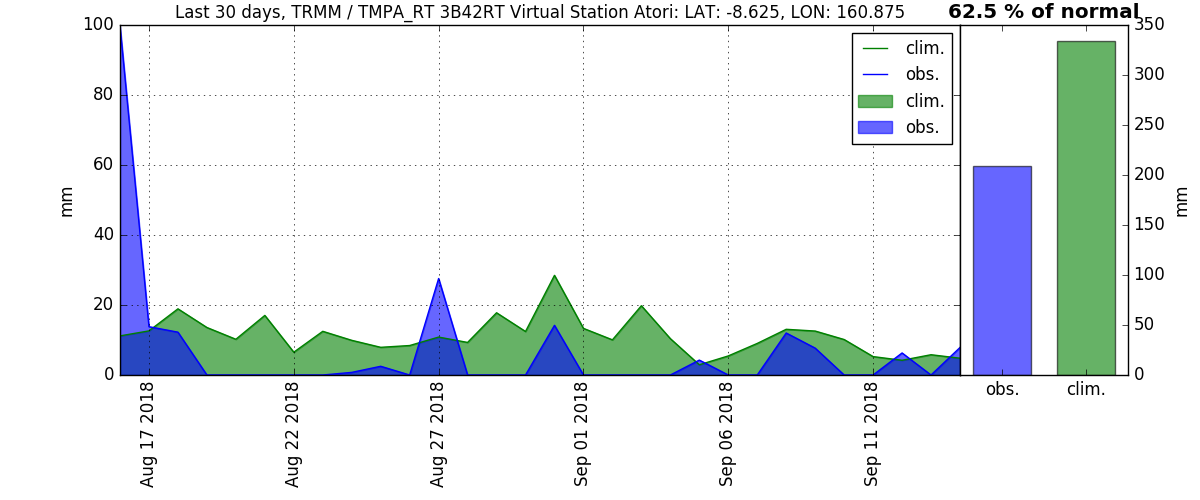 Last 30 days, TRMM / TMPA_RT 3B42RT Virtual Station Atori: LAT: -8.625, LON: 160.875
62.5 % of normal
100
80
60
40
20
0
mm
clim.
obs.
clim.
obs.
Aug 17 2018
Aug 22 2018
Aug 27 2018
Sep 01 2018
Sep 06 2018
Sep 11 2018
350
300
250
200
150
100
50
0
mm
obs.
clim.